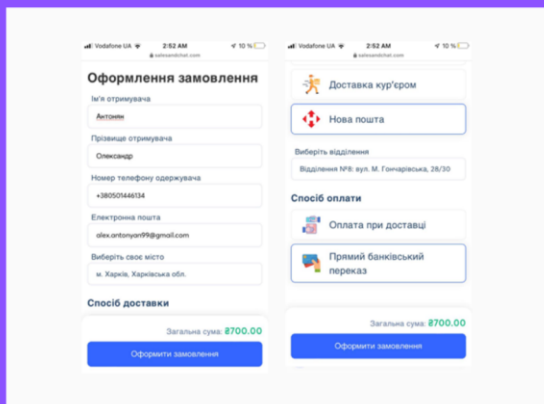 Vodafone UA
2:52 AM
10 %
salesandchat.com
Оформлення замовлення
Ім'я отримувача
Антонян
Прізвище отримувача
Олександр
Номер телефону одержувача
+380501446134
Електронна пошта
alex.antonyan99@gmail.com
Виберіть своє місто
м. Харків, Харківська обл.
Спосіб доставки
Загальна сума: ₴700.00
Оформити замовлення
Vodafone UA
2:52 AM
10 %
salesandchat.com
Доставка кур'єром
Нова пошта
Виберіть відділення
Відділення №8: вул. М. Гончарівська, 28/30
Спосіб оплати
Оплата при доставці
Прямий банківський
переказ
Загальна сума: ₴700.00
Оформити замовлення